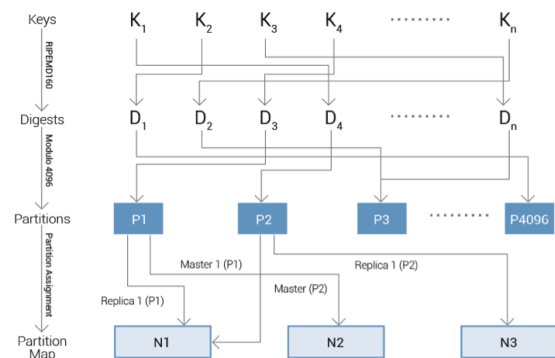 Keys K1 K2 K3 K4 ......... Kn
RIPEMD160
Digests D1 D2 D3 D4 ......... Dn
Modulo 4096
Partitions P1 P2 P3 ......... P4096
Partition Assignment
Master 1 (P1) Replica 1 (P2)
Replica 1 (P1) Master (P2)
Partition
Map
N1 N2 N3